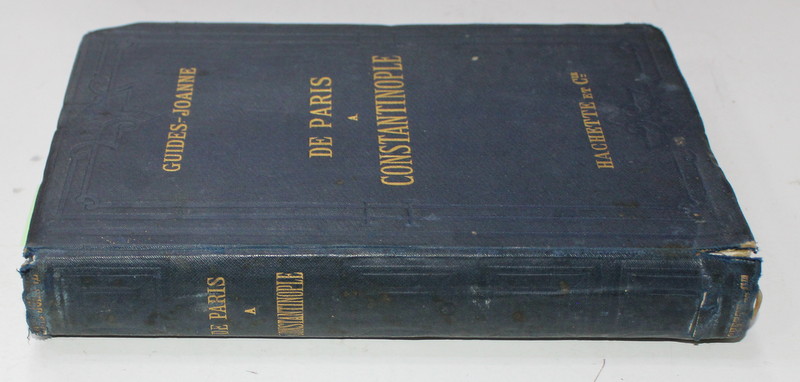 GUIDES-JOANNE
DE PARIS
A
CONSTANTINOPLE
HACHETTE ET Cie
DE PARIS
A
CONSTANTINOPLE